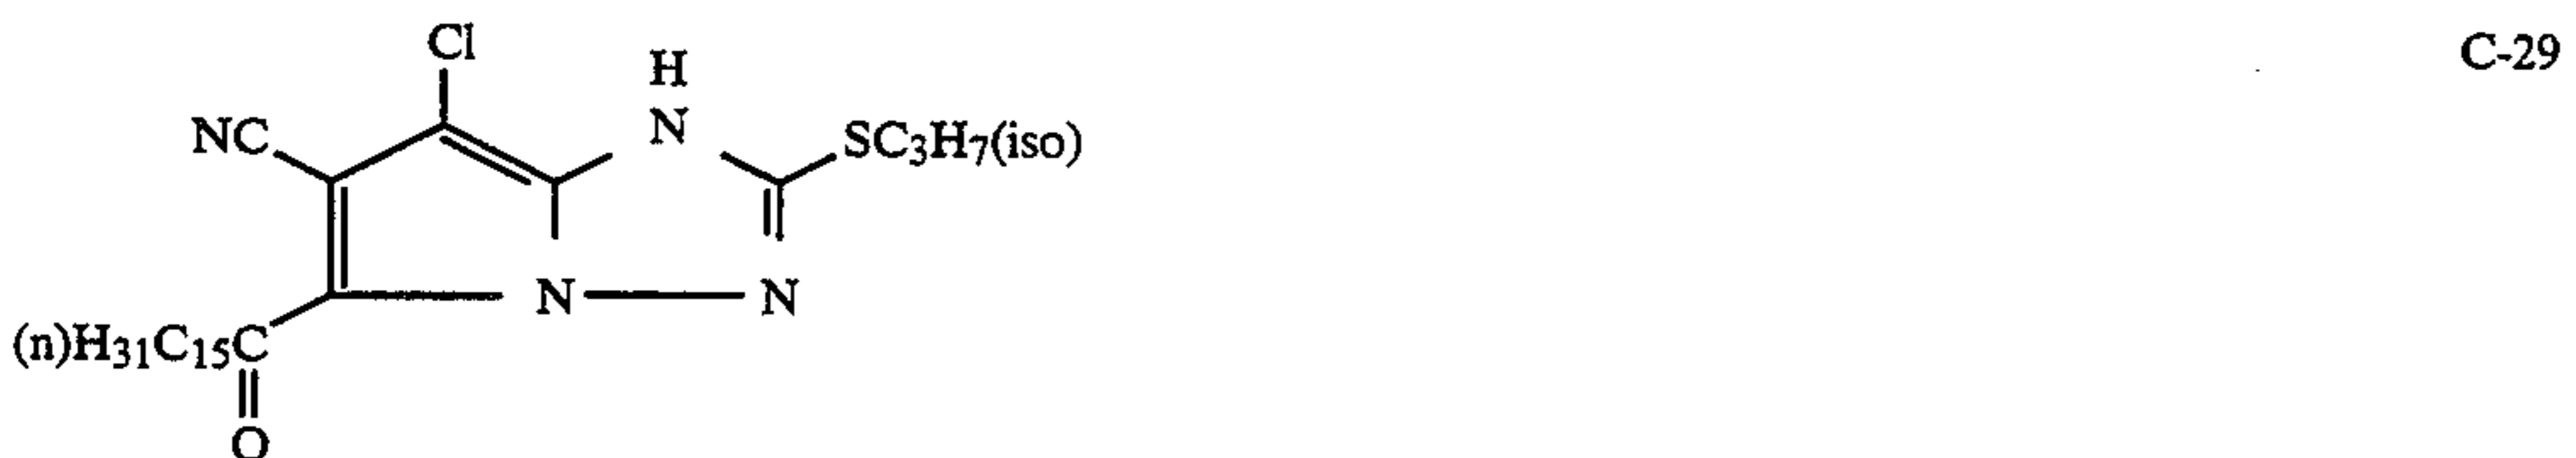 Cl
C-29
H
NC
N
SC3H7(iso)
N
N
(n)H31C15C
O